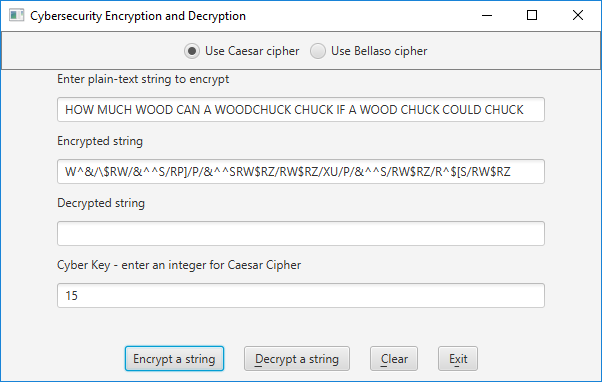 Cybersecurity Encryption and Decryption
Use Caesar cipher Use Bellaso cipher
Enter plain-text string to encrypt
HOW MUCH WOOD CAN A WOODCHUCK CHUCK IF A WOOD CHUCK COULD CHUCK
Encrypted string
W^&/\$RW/&^^S/RP]/P/&^^SRW$RZ/RW$RZ/XU/P/&^^S/RW$RZ/R^$[S/RW$RZ
Decrypted string
Cyber Key - enter an integer for Caesar Cipher
15
Encrypt a string Decrypt a string Clear Exit